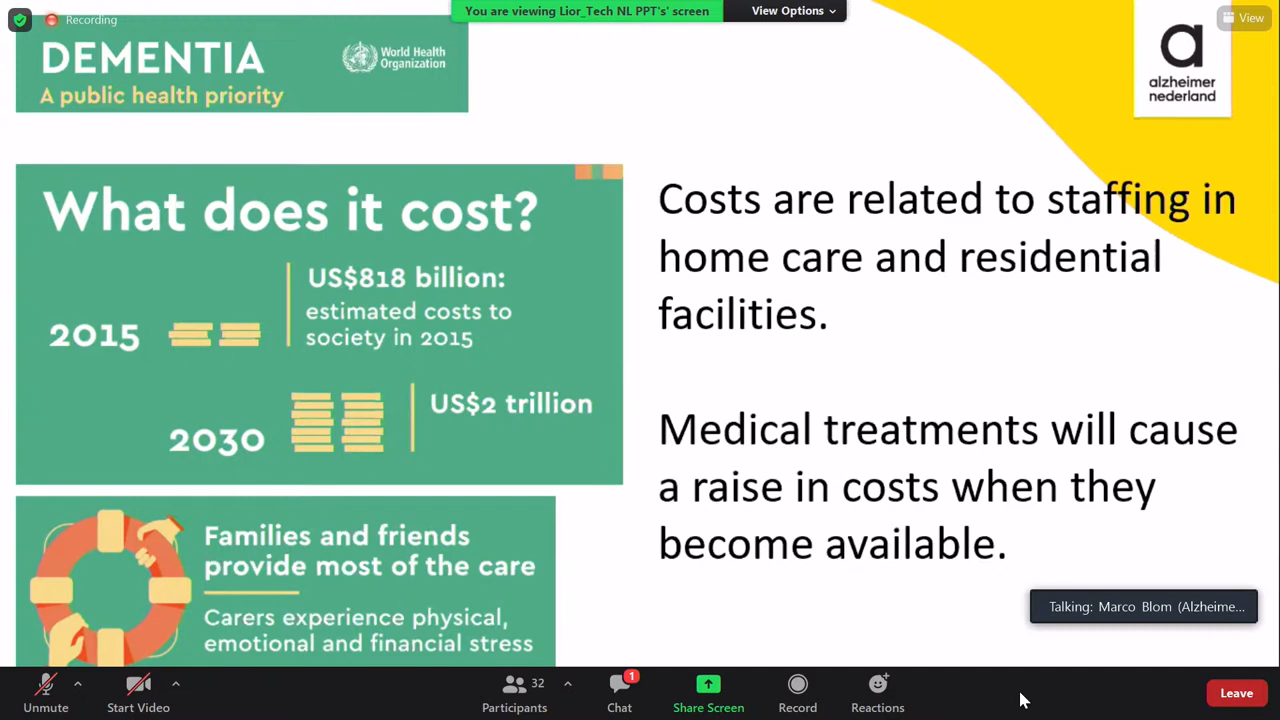 Recording
You are viewing Lior_Tech NL PPT's' screen
View Options
View
DEMENTIA
A public health priority
World Health
Organization
a
alzheimer
nederland
What does it cost?
2015
US$818 billion:
estimated costs to
society in 2015
2030
US$2 trillion
Families and friends
provide most of the care
Carers experience physical,
emotional and financial stress
Costs are related to staffing in
home care and residential
facilities.
Medical treatments will cause
a raise in costs when they
become available.
Talking: Marco Blom (Alzheime...
Unmute
Start Video
32
Participants
1
Chat
Share Screen
Record
Reactions
Leave